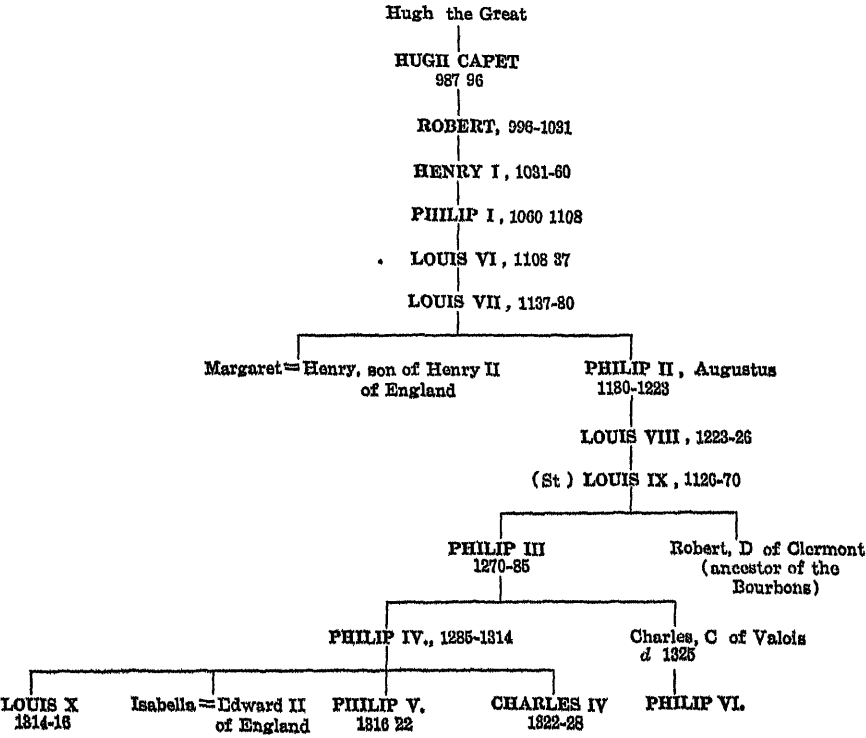 Hugh the Great
HUGH CAPET
987 96
ROBERT, 996-1031
HENRY I, 1031-60
PHILIP I, 1060 1108
LOUIS VI, 1108 37
LOUIS VII, 1137-80
Margaret = Henry, son of Henry II
of England
PHILIP II, Augustus
1180-1223
LOUIS VIII, 1223-26
(St) LOUIS IX, 1126-70
PHILIP III
1270-85
Robert, D of Clermont
(ancestor of the
Bourbons)
PHILIP IV., 1285-1314
Charles, C of Valois
d 1325
LOUIS X
1314-16
Isabella = Edward II
of England
PHILIP V.
1316 22
CHARLES IV
1322-28
PHILIP VI.